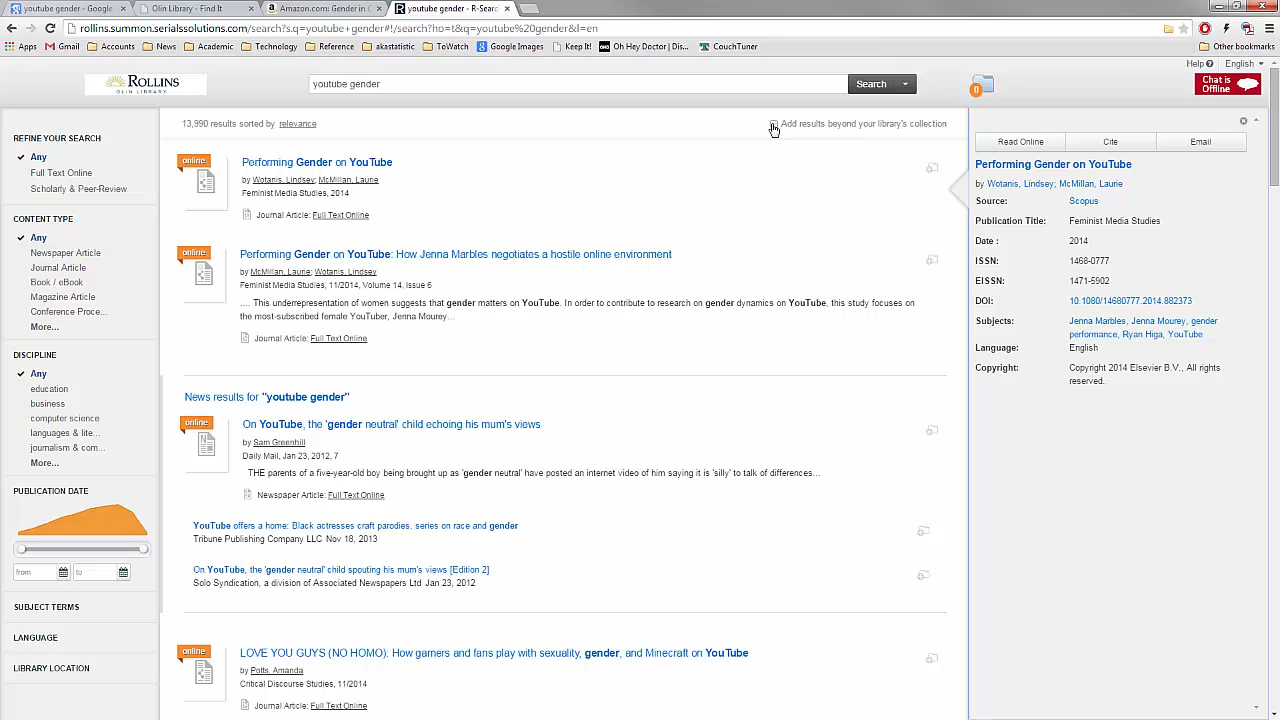 youtube gender - Google
Olin Library - Find It
Amazon.com: Gender in C
youtube gender - R-Search
rollins.summon.serialssolutions.com/search?s.q=youtube+gender#!/search?ho=t&q=youtube%20gender&l=en
Apps
Gmail
Accounts
News
Academic
Technology
Reference
akastatistic
ToWatch
Google Images
Keep It!
Oh Hey Doctor | Dis...
CouchTuner
Other bookmarks
Help
English
ROLLINS
OLIN LIBRARY
youtube gender
Search
0
Chat is
Offline
13,990 results sorted by relevance
Add results beyond your library's collection
REFINE YOUR SEARCH
Any
Full Text Online
Scholarly & Peer-Review
CONTENT TYPE
Any
Newspaper Article
Journal Article
Book / eBook
Magazine Article
Conference Proce...
More...
DISCIPLINE
Any
education
business
computer science
languages & lite...
journalism & com...
More...
PUBLICATION DATE
from
to
SUBJECT TERMS
LANGUAGE
LIBRARY LOCATION
online
Performing Gender on YouTube
by Wotanis, Lindsey; McMillan, Laurie
Feminist Media Studies, 2014
Journal Article: Full Text Online
online
Performing Gender on YouTube: How Jenna Marbles negotiates a hostile online environment
by McMillan, Laurie; Wotanis, Lindsey
Feminist Media Studies, 11/2014, Volume 14, Issue 6
.... This underrepresentation of women suggests that gender matters on YouTube. In order to contribute to research on gender dynamics on YouTube, this study focuses on
the most-subscribed female YouTuber, Jenna Mourey...
Journal Article: Full Text Online
News results for "youtube gender"
online
N
On YouTube, the 'gender neutral' child echoing his mum's views
by Sam Greenhill
Daily Mail, Jan 23, 2012, 7
THE parents of a five-year-old boy being brought up as 'gender neutral' have posted an internet video of him saying it is 'silly' to talk of differences...
Newspaper Article: Full Text Online
YouTube offers a home: Black actresses craft parodies, series on race and gender
Tribune Publishing Company LLC Nov 18, 2013
On YouTube, the 'gender neutral' child spouting his mum's views [Edition 2]
Solo Syndication, a division of Associated Newspapers Ltd Jan 23, 2012
online
LOVE YOU GUYS (NO HOMO): How gamers and fans play with sexuality, gender, and Minecraft on YouTube
by Potts, Amanda
Critical Discourse Studies, 11/2014
Journal Article: Full Text Online
Read Online
Cite
Email
Performing Gender on YouTube
by Wotanis, Lindsey; McMillan, Laurie
Source: Scopus
Publication Title: Feminist Media Studies
Date : 2014
ISSN: 1468-0777
EISSN: 1471-5902
DOI: 10.1080/14680777.2014.882373
Subjects: Jenna Marbles, Jenna Mourey, gender
performance, Ryan Higa, YouTube
Language: English
Copyright: Copyright 2014 Elsevier B.V., All rights
reserved.